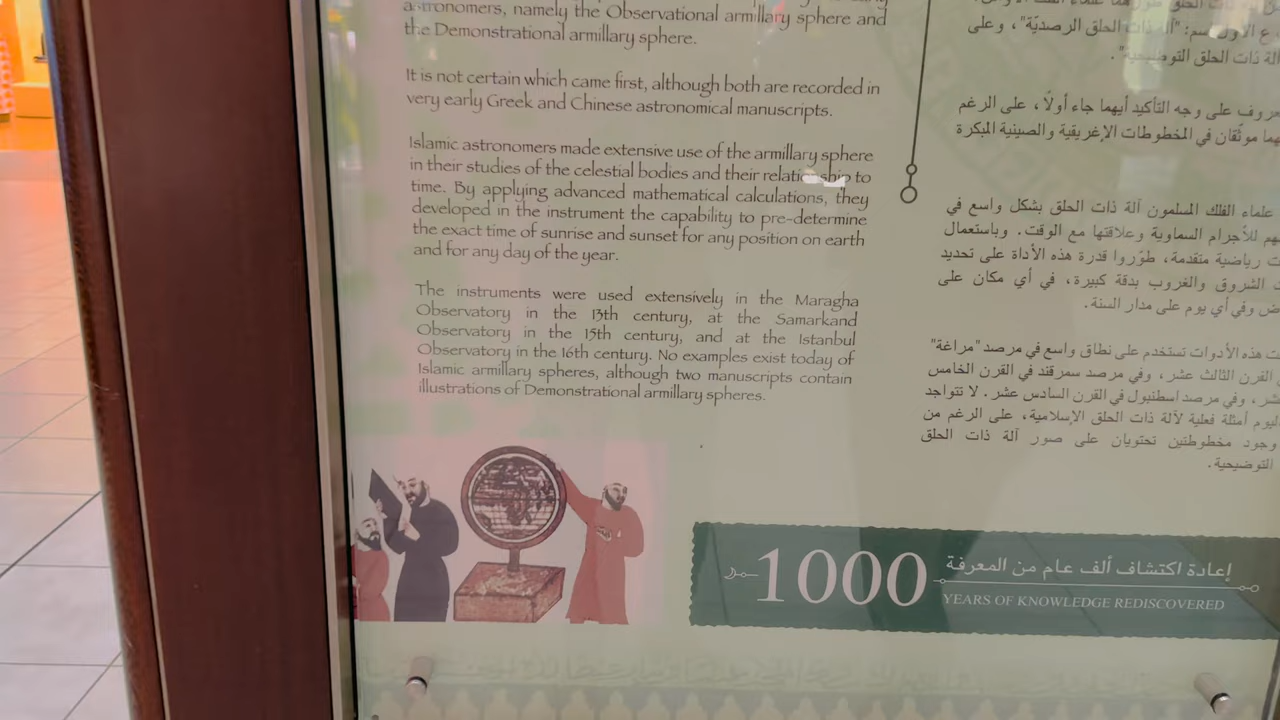 astronomers, namely the Observational armillary sphere and
the Demonstrational armillary sphere.
It is not certain which came first, although both are recorded in
very early Greek and Chinese astronomical manuscripts.
Islamic astronomers made extensive use of the armillary sphere
in their studies of the celestial bodies and their relationship to
time. By applying advanced mathematical calculations, they
developed in the instrument the capability to pre-determine
the exact time of sunrise and sunset for any position on earth
and for any day of the year.
The instruments were used extensively in the Maragha
Observatory in the 13th century, at the Samarkand
Observatory in the 15th century, and at the Istanbul
Observatory in the 16th century. No examples exist today of
Islamic armillary spheres, although two manuscripts contain
illustrations of Demonstrational armillary spheres.
"آلة ذات الحلق الرصديّة"، وعلى
آلة ذات الحلق التوضيحية".
على وجه التأكيد أيهما جاء أولاً، على الرغم
موثّقان في المخطوطات الإغريقية والصينية المبكرة
علماء الفلك المسلمون آلة ذات الحلق بشكل واسع في
للأجرام السماوية وعلاقتها مع الوقت. وباستعمال
رياضية متقدمة، طوّروا قدرة هذه الأداة على تحديد
الشروق والغروب بدقة كبيرة، في أي مكان على
وفي أي يوم على مدار السنة.
هذه الأدوات تستخدم على نطاق واسع في مرصد "مراغة"
القرن الثالث عشر، وفي مرصد سمرقند في القرن الخامس
عشر، وفي مرصد اسطنبول في القرن السادس عشر. لا تتواجد
اليوم أمثلة فعلية لآلة ذات الحلق الإسلامية، على الرغم من
وجود مخطوطتين تحتويان على صور آلة ذات الحلق
التوضيحية.
1000
إعادة اكتشاف ألف عام من المعرفة
YEARS OF KNOWLEDGE REDISCOVERED